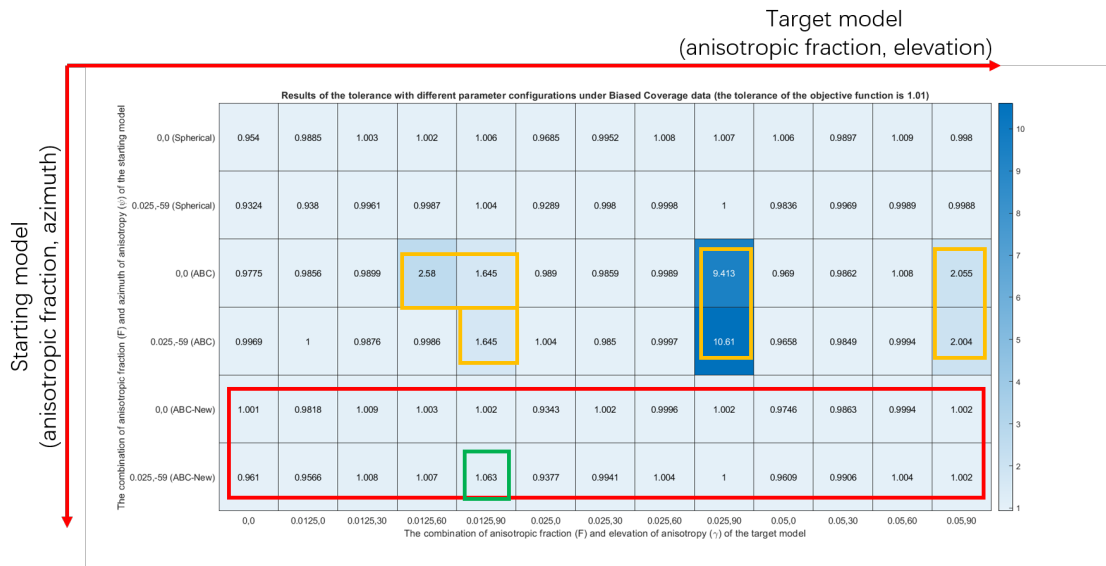 Target model
(anisotropic fraction, elevation)
Starting model
(anisotropic fraction, azimuth)
Results of the tolerance with different parameter configurations under Biased Coverage data (the tolerance of the objective function is 1.01)
The combination of anisotropic fraction (F) and azimuth of anisotropy (ψ) of the starting model
0,0 (Spherical) 0.954 0.9885 1.003 1.002 1.006 0.9685 0.9952 1.008 1.007 1.006 0.9897 1.009 0.998
0.025,-59 (Spherical) 0.9324 0.938 0.9961 0.9987 1.004 0.9289 0.998 0.9998 1 0.9836 0.9969 0.9989 0.9988
0,0 (ABC) 0.9775 0.9856 0.9899 2.58 1.645 0.989 0.9859 0.9989 9.413 0.969 0.9862 1.008 2.055
0.025,-59 (ABC) 0.9969 1 0.9876 0.9986 1.645 1.004 0.985 0.9997 10.61 0.9658 0.9849 0.9994 2.004
0,0 (ABC-New) 1.001 0.9818 1.009 1.003 1.002 0.9343 1.002 0.9996 1.002 0.9746 0.9863 0.9994 1.002
0.025,-59 (ABC-New) 0.961 0.9566 1.008 1.007 1.063 0.9377 0.9941 1.004 1 0.9609 0.9906 1.004 1.002
0,0 0.0125,0 0.0125,30 0.0125,60 0.0125,90 0.025,0 0.025,30 0.025,60 0.025,90 0.05,0 0.05,30 0.05,60 0.05,90
The combination of anisotropic fraction (F) and elevation of anisotropy (γ) of the target model
10
9
8
7
6
5
4
3
2
1